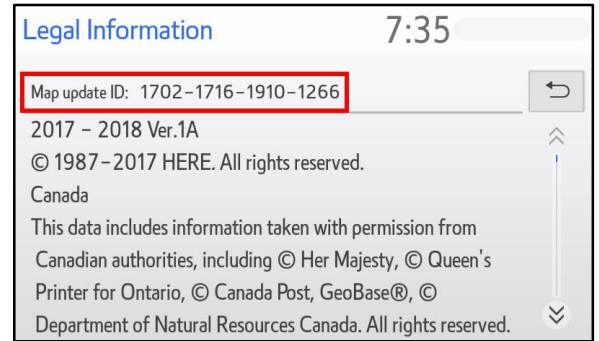 Legal Information 7:35
Map update ID: 1702-1716-1910-1266
2017 - 2018 Ver.1A
© 1987-2017 HERE. All rights reserved.
Canada
This data includes information taken with permission from
Canadian authorities, including © Her Majesty, © Queen's
Printer for Ontario, © Canada Post, GeoBase®, ©
Department of Natural Resources Canada. All rights reserved.